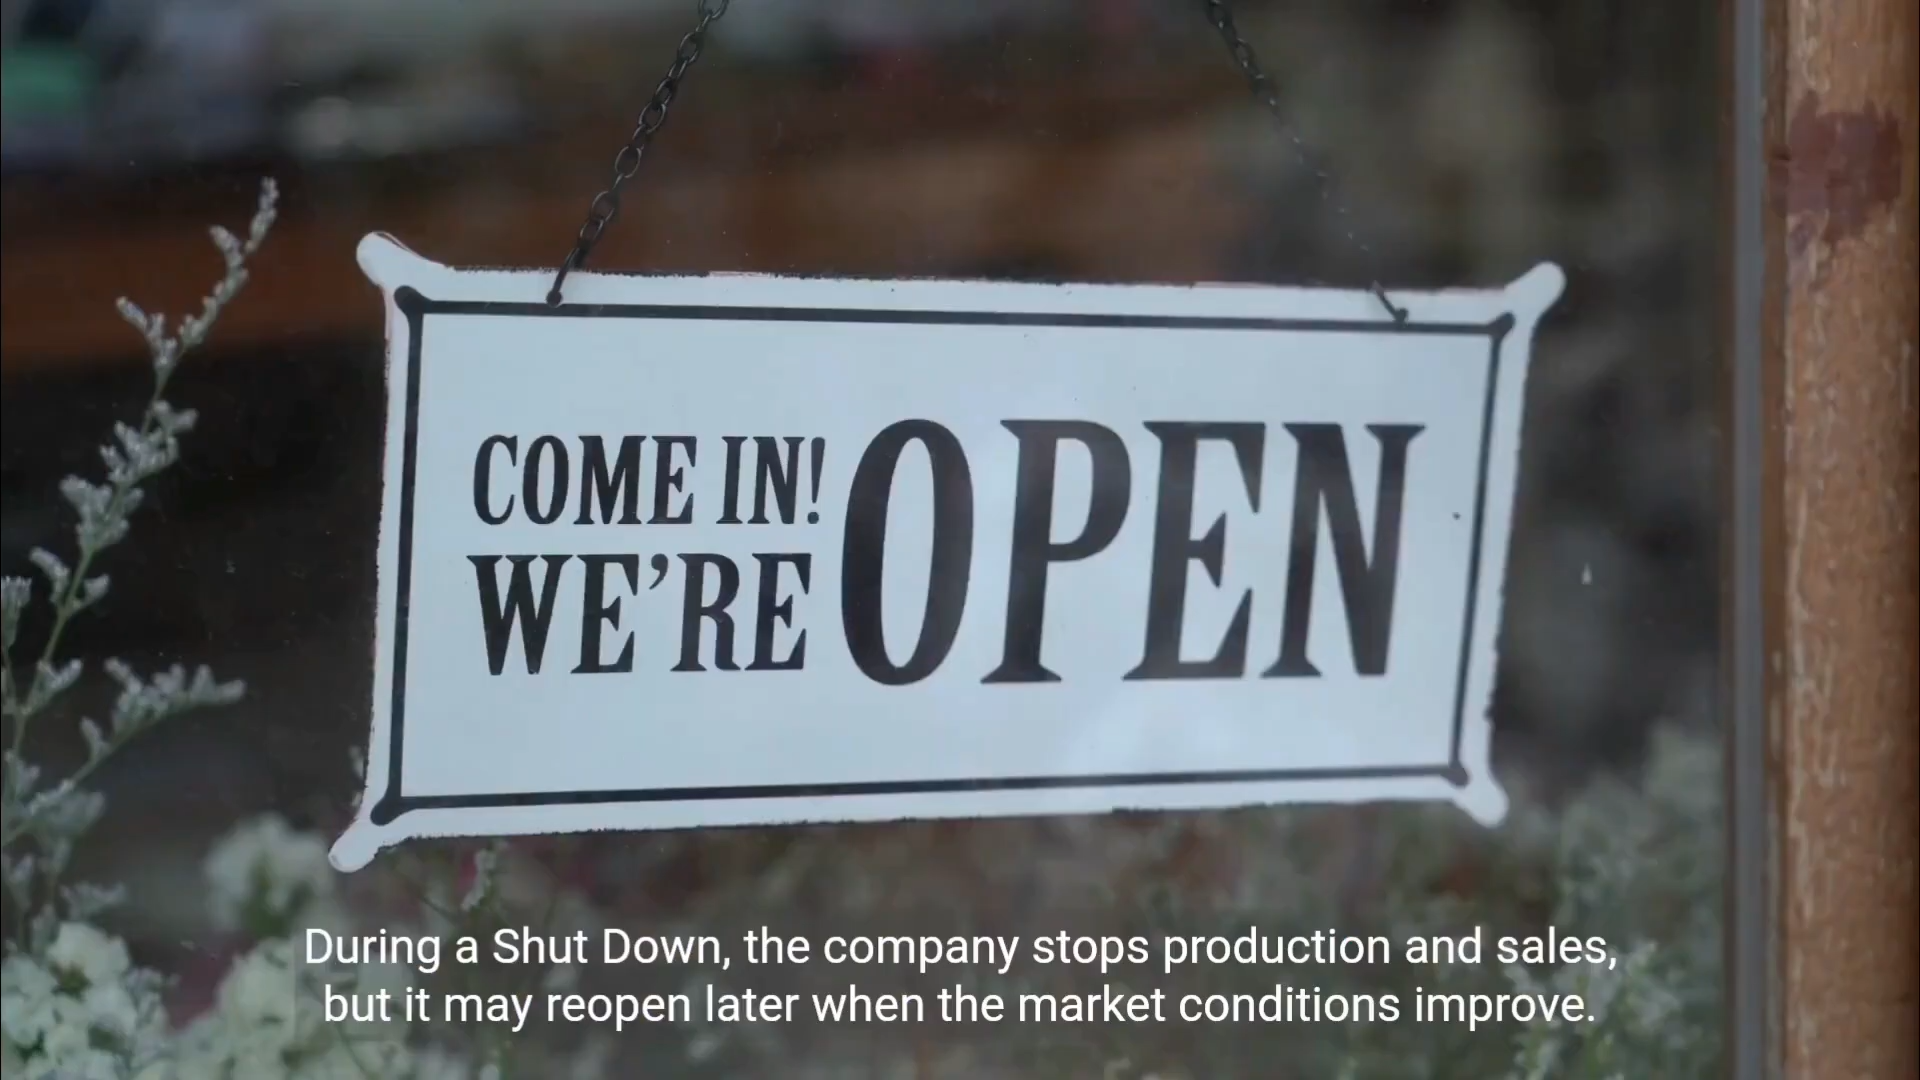 COME IN!
WE'RE OPEN
During a Shut Down, the company stops production and sales,
but it may reopen later when the market conditions improve.